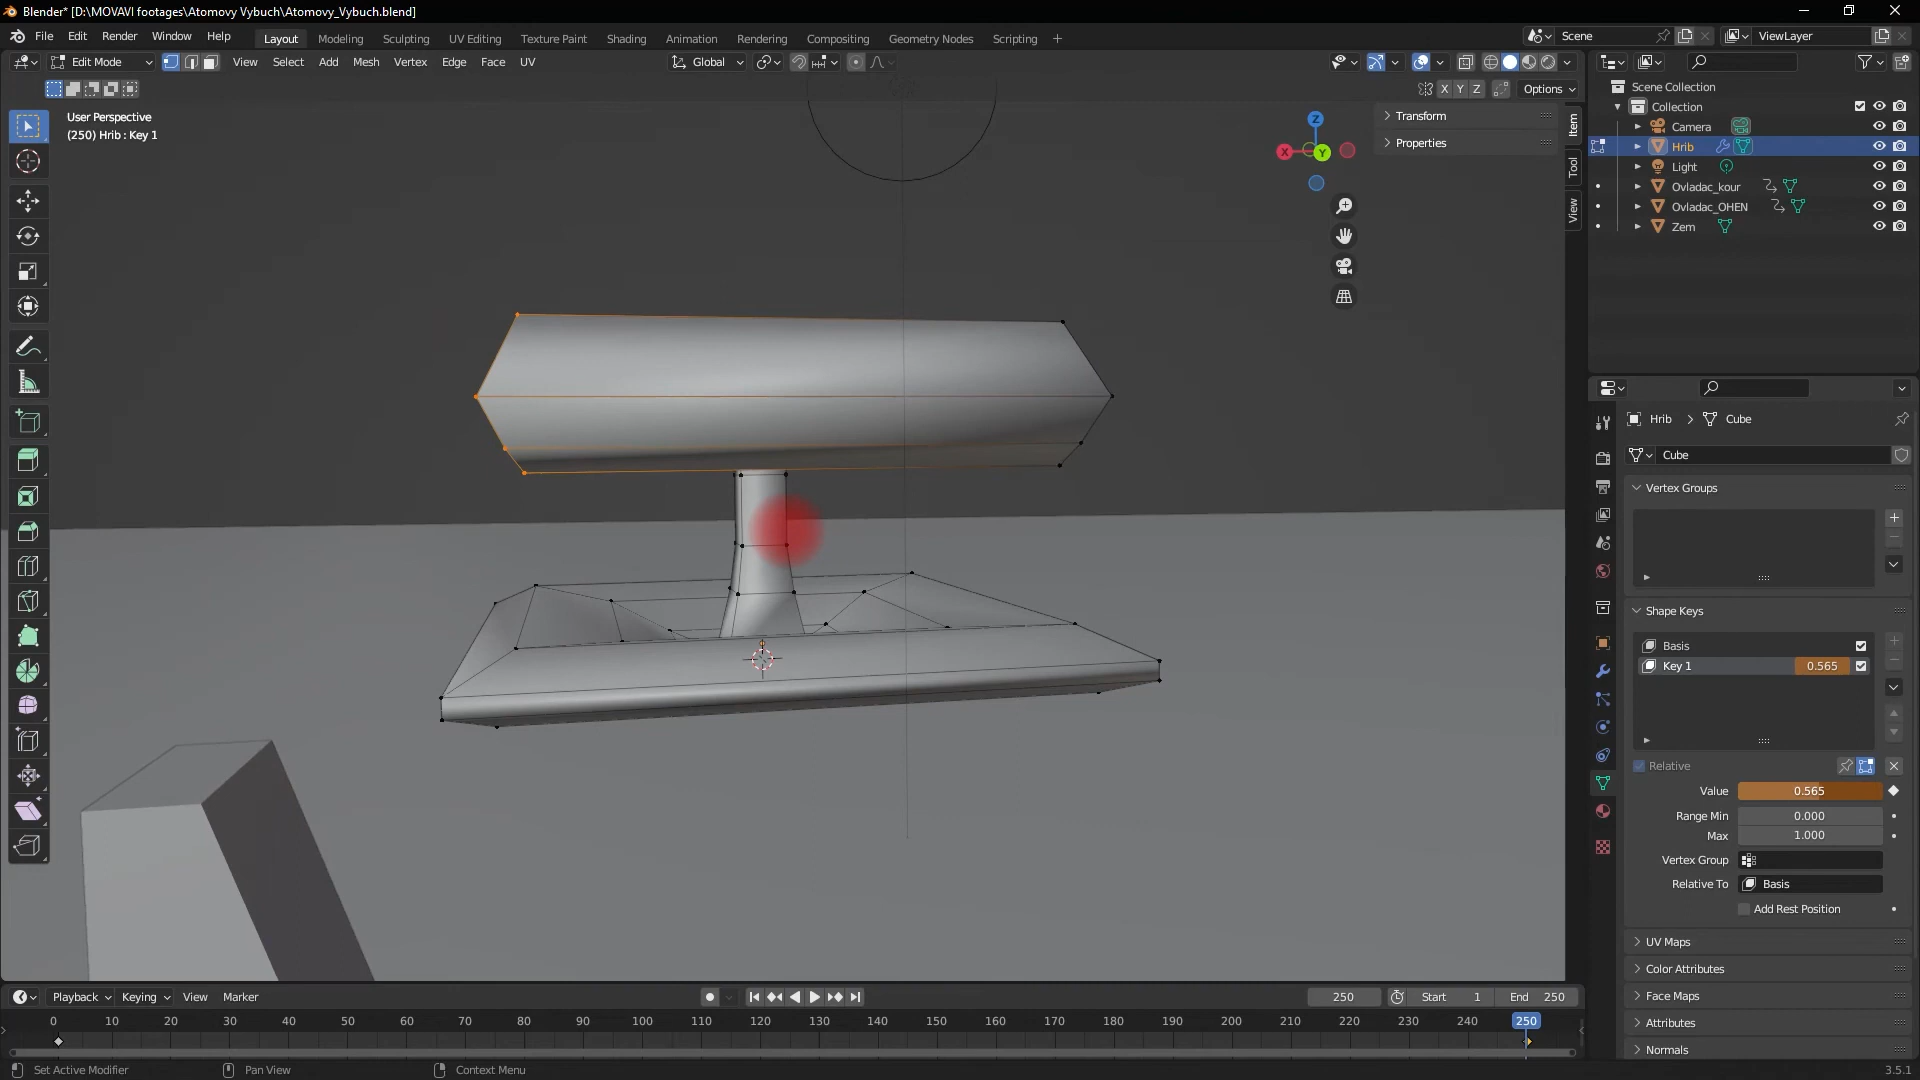 Blender* [D:\MOVAVI footages\Atomovy Vybuch\Atomovy_Vybuch.blend]
File Edit Render Window Help Layout Modeling Sculpting UV Editing Texture Paint Shading Animation Rendering Compositing Geometry Nodes Scripting + Scene ViewLayer
Edit Mode View Select Add Mesh Vertex Edge Face UV Global
X Y Z Options
User Perspective
(250) Hrib : Key 1
Z
X Y
Transform
Properties
Item
Tool
View
Scene Collection
Collection
Camera
Hrib
Light
Ovladac_kour
Ovladac_OHEN
Zem
Hrib > Cube
Cube
Vertex Groups
Shape Keys
Basis
Key 1 0.565
Relative
Value 0.565
Range Min 0.000
Max 1.000
Vertex Group
Relative To Basis
Add Rest Position
UV Maps
Color Attributes
Face Maps
Attributes
Normals
Playback Keying View Marker 250 Start 1 End 250
0 10 20 30 40 50 60 70 80 90 100 110 120 130 140 150 160 170 180 190 200 210 220 230 240 250
Set Active Modifier Pan View Context Menu 3.5.1